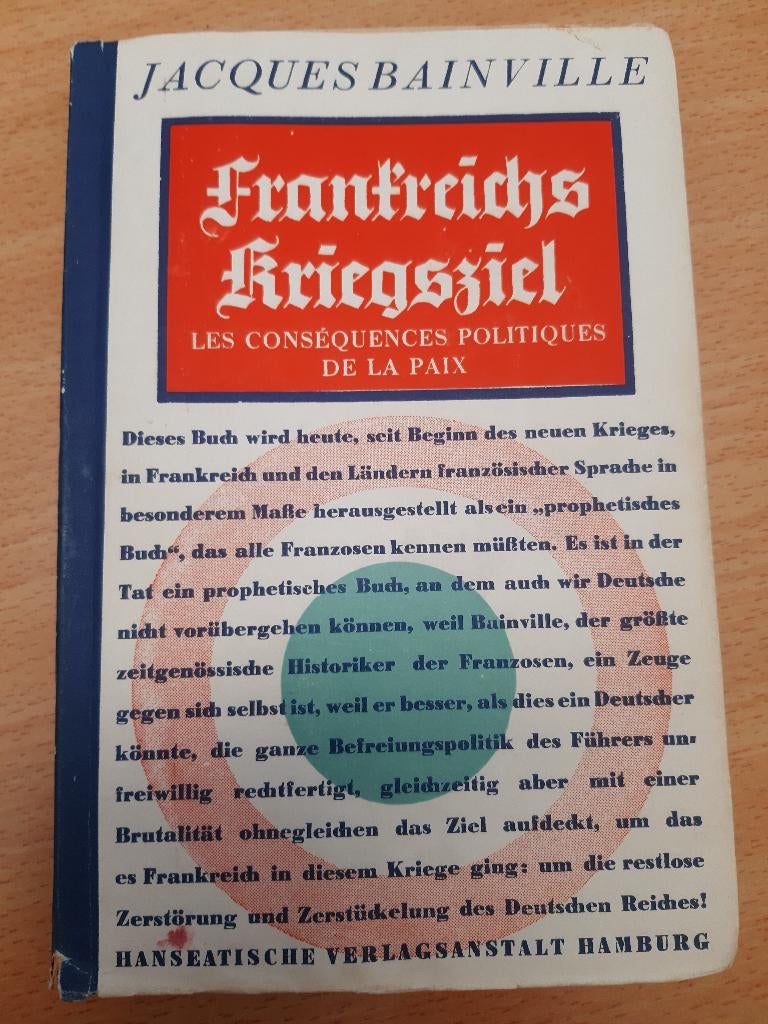 JACQUES BAINVILLE
Frankreichs
Kriegsziel
LES CONSÉQUENCES POLITIQUES
DE LA PAIX
Dieses Buch wird heute, seit Beginn des neuen Krieges,
in Frankreich und den Ländern französischer Sprache in
besonderem Maße herausgestellt als ein „prophetisches
Buch“, das alle Franzosen kennen müßten. Es ist in der
Tat ein prophetisches Buch, an dem auch wir Deutsche
nicht vorübergehen können, weil Bainville, der größte
zeitgenössische Historiker der Franzosen, ein Zeuge
gegen sich selbst ist, weil er besser, als dies ein Deutscher
könnte, die ganze Befreiungspolitik des Führers un-
freiwillig rechtfertigt, gleichzeitig aber mit einer
Brutalität ohnegleichen das Ziel aufdeckt, um das
es Frankreich in diesem Kriege ging: um die restlose
Zerstörung und Zerstückelung des Deutschen Reiches!
HANSEATISCHE VERLAGSANSTALT HAMBURG